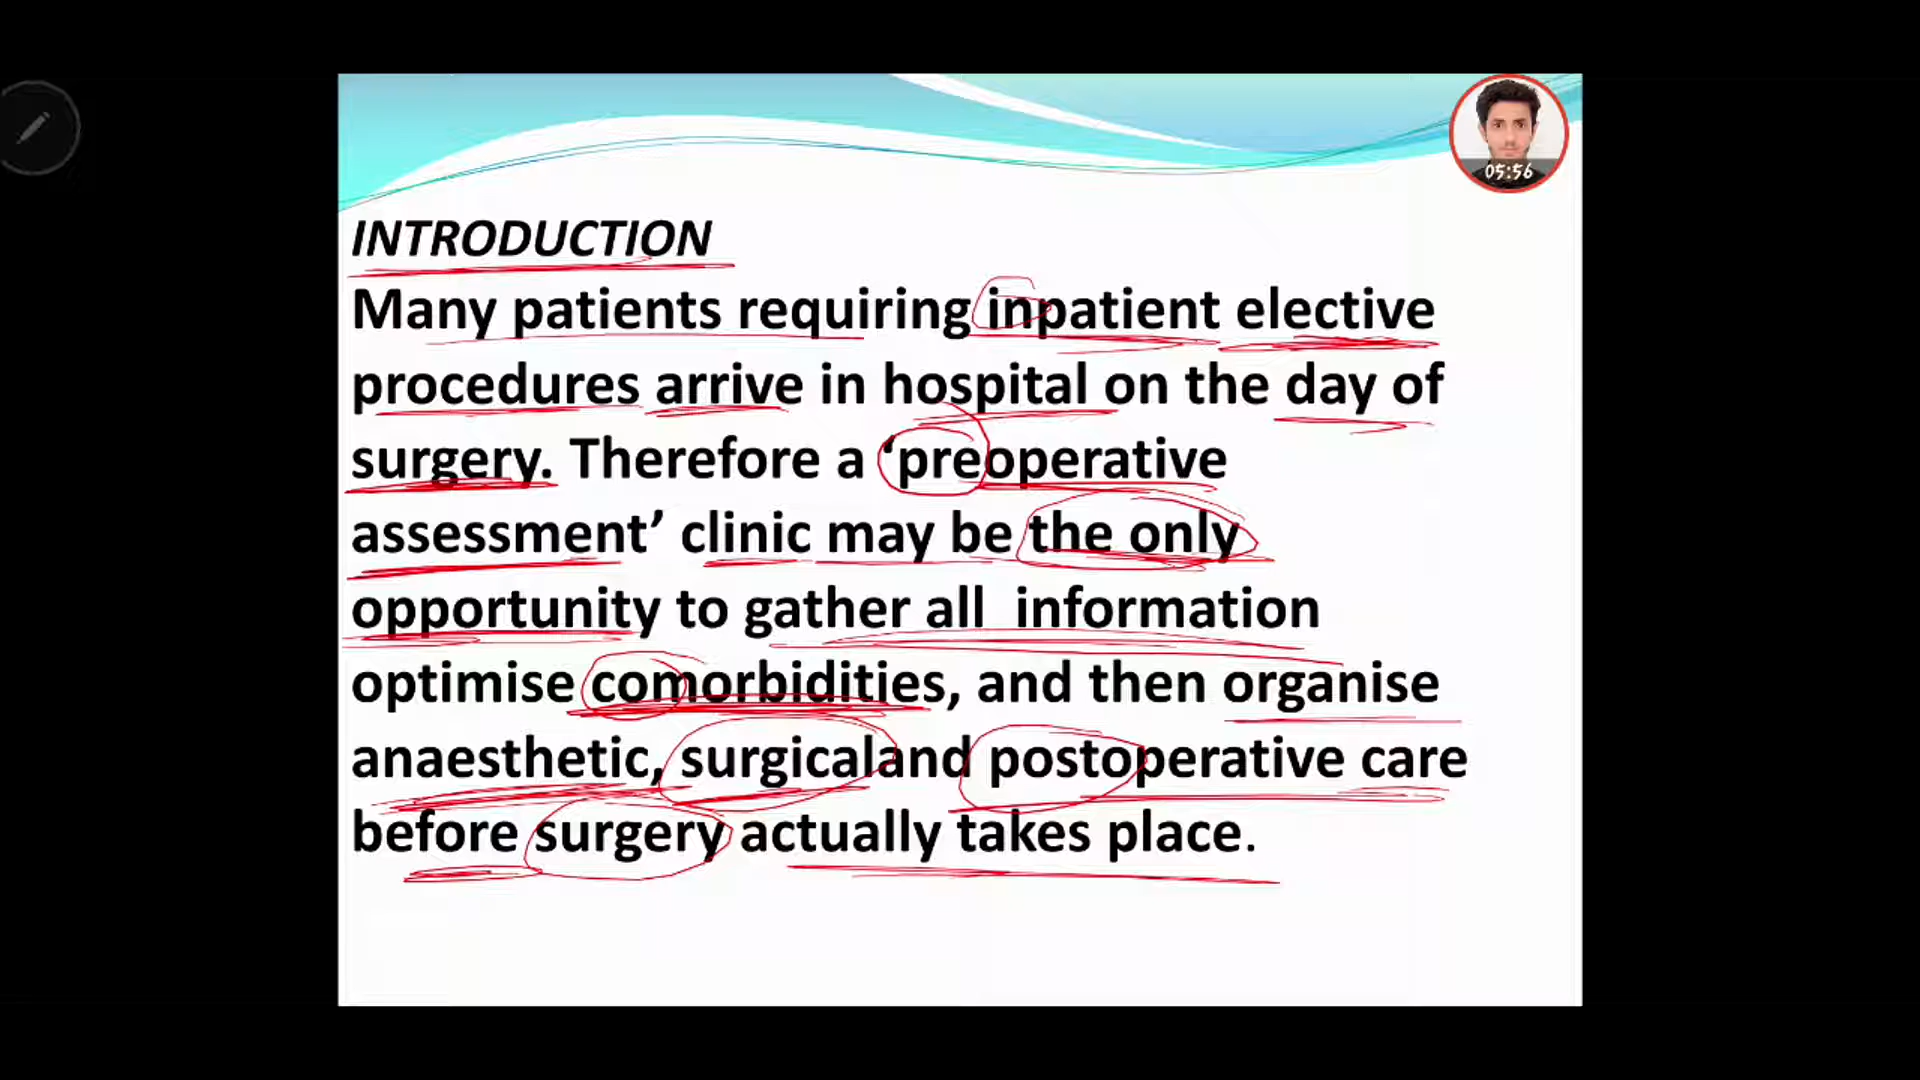 05:56
INTRODUCTION
Many patients requiring inpatient elective
procedures arrive in hospital on the day of
surgery. Therefore a ‘preoperative
assessment’ clinic may be the only
opportunity to gather all  information
optimise comorbidities, and then organise
anaesthetic, surgicaland postoperative care
before surgery actually takes place.